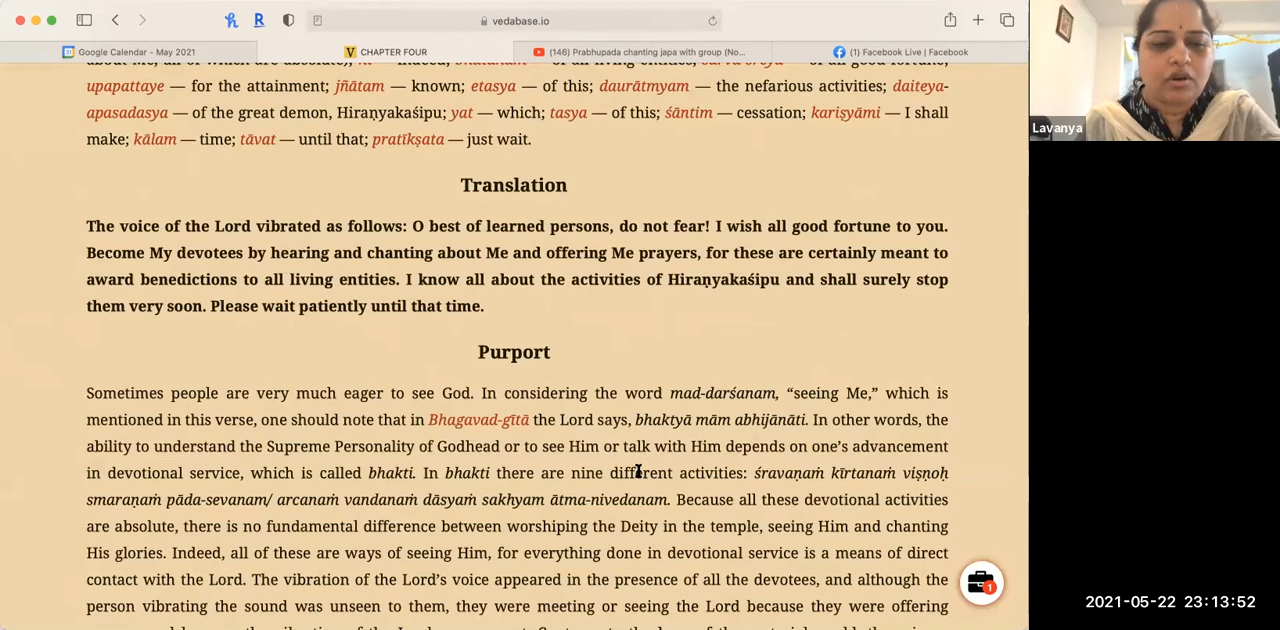 vedabase.io
Google Calendar - May 2021
CHAPTER FOUR
(146) Prabhupada chanting japa with group (No...
(1) Facebook Live | Facebook
upapattaye — for the attainment; jñātam — known; etasya — of this; daurātmyam — the nefarious activities; daiteya-
apasadasya — of the great demon, Hiraṇyakaśipu; yat — which; tasya — of this; śāntim — cessation; kariṣyāmi — I shall
make; kālam — time; tāvat — until that; pratīkṣata — just wait.
Translation
The voice of the Lord vibrated as follows: O best of learned persons, do not fear! I wish all good fortune to you.
Become My devotees by hearing and chanting about Me and offering Me prayers, for these are certainly meant to
award benedictions to all living entities. I know all about the activities of Hiraṇyakaśipu and shall surely stop
them very soon. Please wait patiently until that time.
Purport
Sometimes people are very much eager to see God. In considering the word mad-darśanam, “seeing Me,” which is
mentioned in this verse, one should note that in Bhagavad-gītā the Lord says, bhaktyā mām abhijānāti. In other words, the
ability to understand the Supreme Personality of Godhead or to see Him or talk with Him depends on one’s advancement
in devotional service, which is called bhakti. In bhakti there are nine different activities: śravaṇaṁ kīrtanaṁ viṣṇoḥ
smaraṇaṁ pāda-sevanam/ arcanaṁ vandanaṁ dāsyaṁ sakhyam ātma-nivedanam. Because all these devotional activities
are absolute, there is no fundamental difference between worshiping the Deity in the temple, seeing Him and chanting
His glories. Indeed, all of these are ways of seeing Him, for everything done in devotional service is a means of direct
contact with the Lord. The vibration of the Lord’s voice appeared in the presence of all the devotees, and although the
person vibrating the sound was unseen to them, they were meeting or seeing the Lord because they were offering
Lavanya
1
2021-05-22 23:13:52